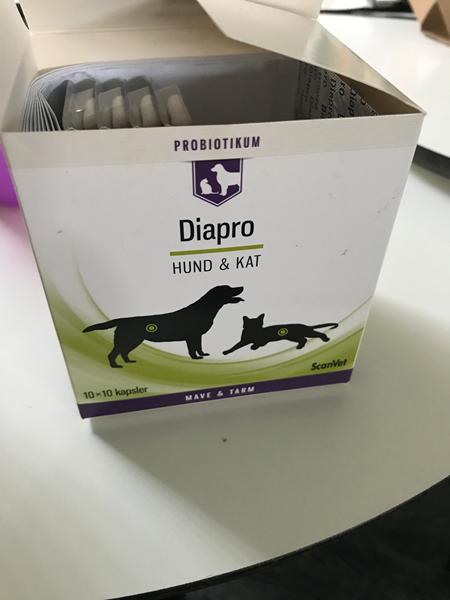 PROBIOTIKUM
Diapro
HUND & KAT
ScanVet
10×10 kapsler
MAVE & TARM